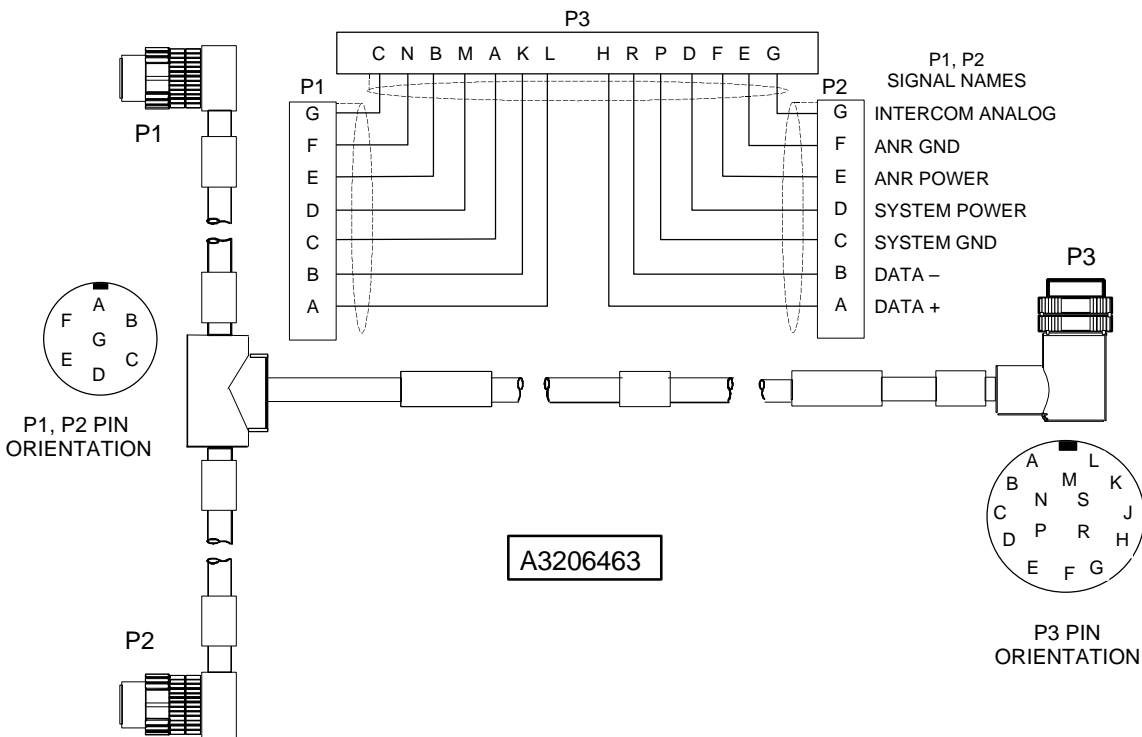 P3
C N B M A K L H R P D F E G
P1
G
F
E
D
C
B
A
P2
G
F
E
D
C
B
A
P1, P2
SIGNAL NAMES
INTERCOM ANALOG
ANR GND
ANR POWER
SYSTEM POWER
SYSTEM GND
DATA –
DATA +
P1
A
F B
G
E C
D
P1, P2 PIN
ORIENTATION
P2
A3206463
P3
A L
B M K
N S
C J
D P R H
E F G
P3 PIN
ORIENTATION